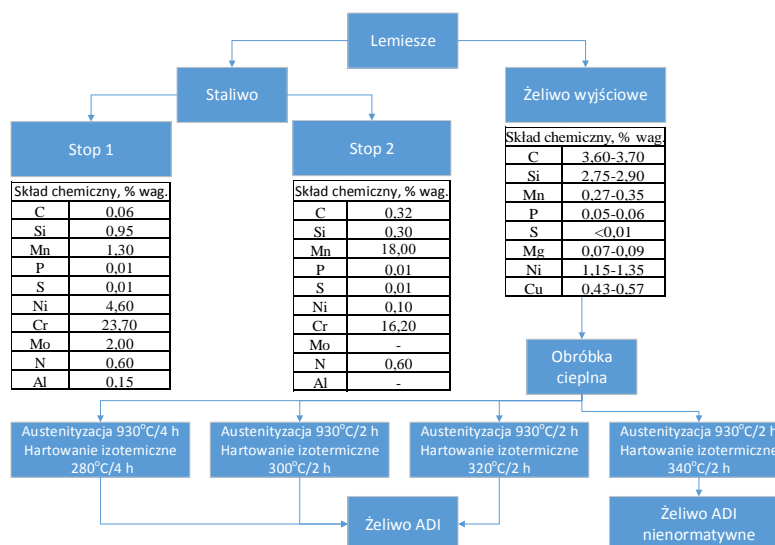 Lemiesze
Staliwo
Żeliwo wyjściowe
Stop 1
Stop 2
Skład chemiczny, % wag.
C 3,60-3,70
Si 2,75-2,90
Mn 0,27-0,35
P 0,05-0,06
S <0,01
Mg 0,07-0,09
Ni 1,15-1,35
Cu 0,43-0,57
Skład chemiczny, % wag.
C 0,06
Si 0,95
Mn 1,30
P 0,01
S 0,01
Ni 4,60
Cr 23,70
Mo 2,00
N 0,60
Al 0,15
Skład chemiczny, % wag.
C 0,32
Si 0,30
Mn 18,00
P 0,01
S 0,01
Ni 0,10
Cr 16,20
Mo -
N 0,60
Al -
Obróbka
cieplna
Austenityzacja 930°C/4 h
Hartowanie izotemiczne
280°C/4 h
Austenityzacja 930°C/2 h
Hartowanie izotermiczne
300°C/2 h
Austenityzacja 930°C/2 h
Hartowanie izotermiczne
320°C/2 h
Austenityzacja 930°C/2 h
Hartowanie izotermiczne
340°C/2 h
Żeliwo ADI
Żeliwo ADI
nienormatywne